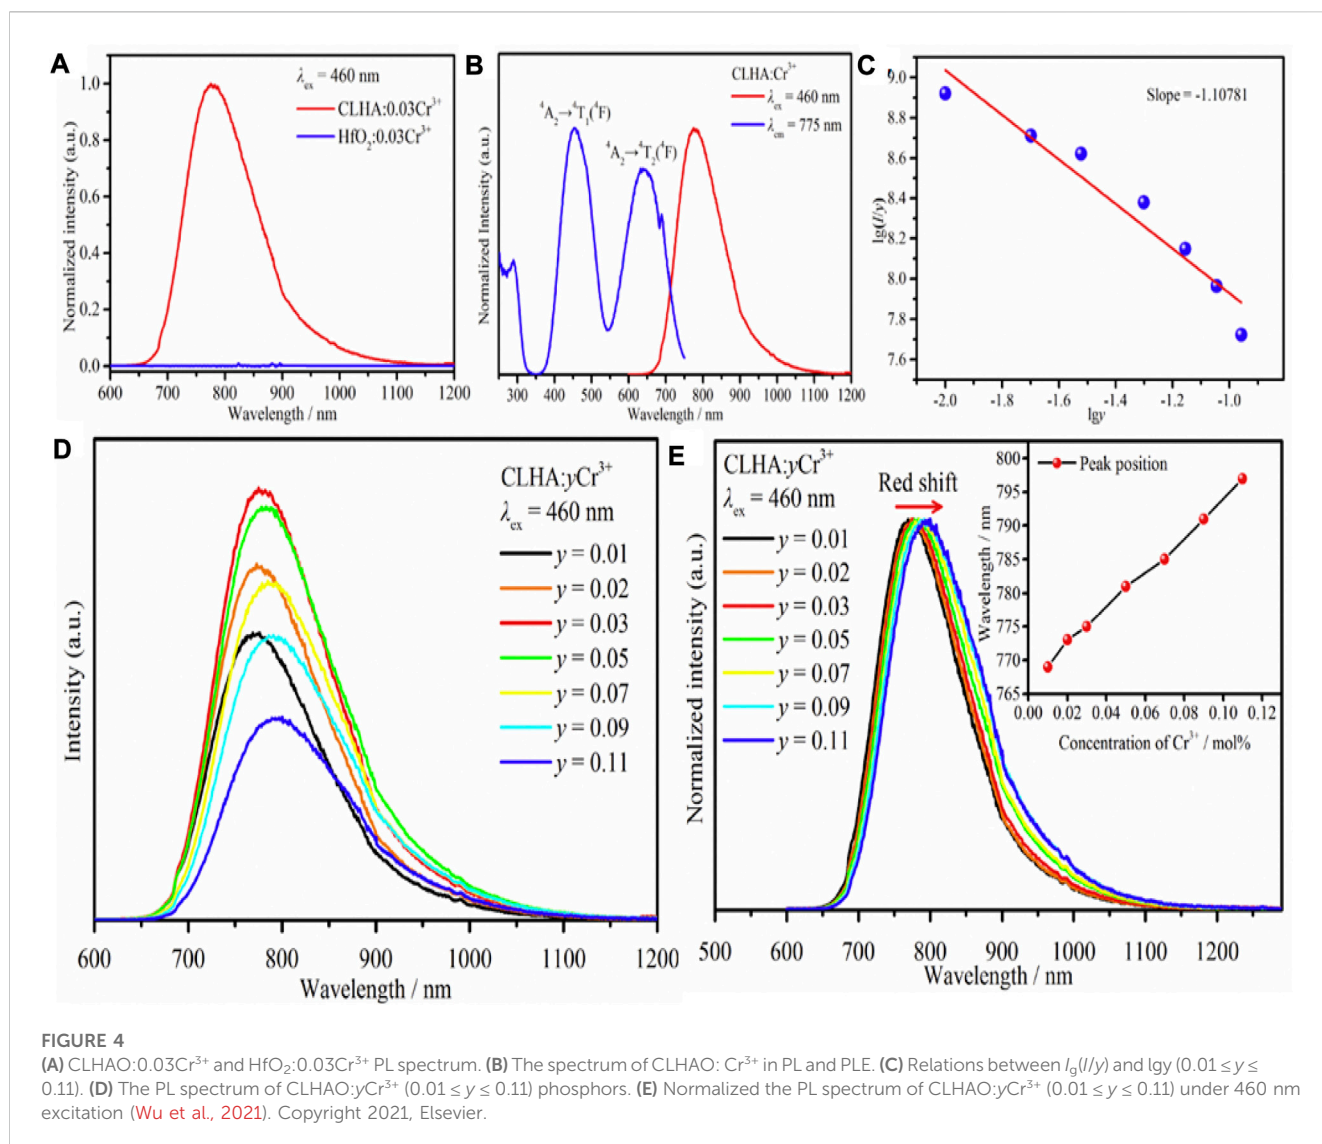 A
λex = 460 nm
CLHA:0.03Cr³⁺
HfO₂:0.03Cr³⁺
Normalized intensity (a.u.)
1.0
0.8
0.6
0.4
0.2
0.0
600 700 800 900 1000 1100 1200
Wavelength / nm
B
CLHA:Cr³⁺
λex = 460 nm
λem = 775 nm
⁴A₂→⁴T₁(⁴F)
⁴A₂→⁴T₂(⁴F)
Normalized Intensity (a.u.)
300 400 500 600 700 800 900 1000 1100 1200
Wavelength / nm
C
Slope = -1.10781
lg(I/y)
9.0
8.8
8.6
8.4
8.2
8.0
7.8
7.6
-2.0 -1.8 -1.6 -1.4 -1.2 -1.0
lgy
D
CLHA:yCr³⁺
λex = 460 nm
y = 0.01
y = 0.02
y = 0.03
y = 0.05
y = 0.07
y = 0.09
y = 0.11
Intensity (a.u.)
600 700 800 900 1000 1100 1200
Wavelength / nm
E
CLHA:yCr³⁺
λex = 460 nm
y = 0.01
y = 0.02
y = 0.03
y = 0.05
y = 0.07
y = 0.09
y = 0.11
Red shift
Normalized intensity (a.u.)
500 600 700 800 900 1000 1100 1200
Wavelength / nm
Peak position
Wavelength / nm
800
795
790
785
780
775
770
765
0.00 0.02 0.04 0.06 0.08 0.10 0.12
Concentration of Cr³⁺ / mol%
FIGURE 4
(A) CLHAO:0.03Cr³⁺ and HfO₂:0.03Cr³⁺ PL spectrum. (B) The spectrum of CLHAO: Cr³⁺ in PL and PLE. (C) Relations between Ig(I/y) and lgy (0.01 ≤ y ≤
0.11). (D) The PL spectrum of CLHAO:yCr³⁺ (0.01 ≤ y ≤ 0.11) phosphors. (E) Normalized the PL spectrum of CLHAO:yCr³⁺ (0.01 ≤ y ≤ 0.11) under 460 nm
excitation (Wu et al., 2021). Copyright 2021, Elsevier.